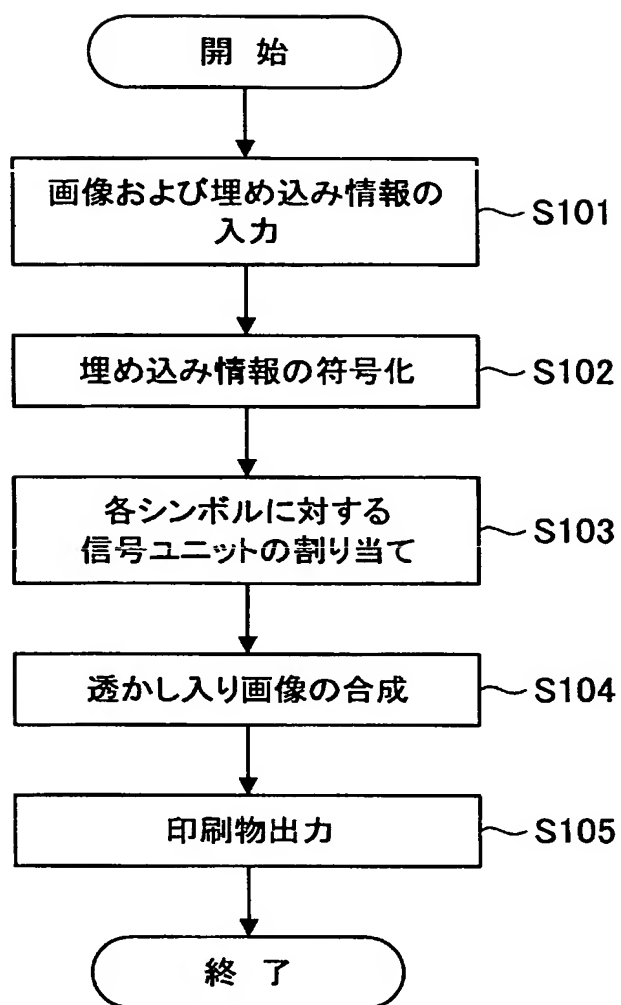 開 始
画像および埋め込み情報の
入力
S101
埋め込み情報の符号化
S102
各シンボルに対する
信号ユニットの割り当て
S103
透かし入り画像の合成
S104
印刷物出力
S105
終 了